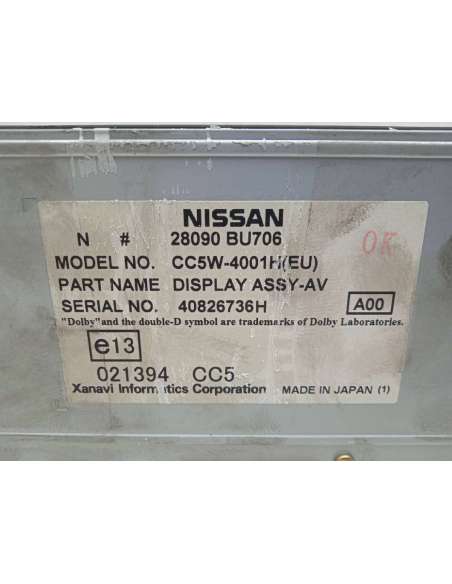 NISSAN
N # 28090 BU706
OK
MODEL NO. CC5W-4001H(EU)
PART NAME DISPLAY ASSY-AV
SERIAL NO. 40826736H
A00
"Dolby"and the double-D symbol are trademarks of Dolby Laboratories.
e13
021394 CC5
Xanavi Informatics Corporation MADE IN JAPAN (1)